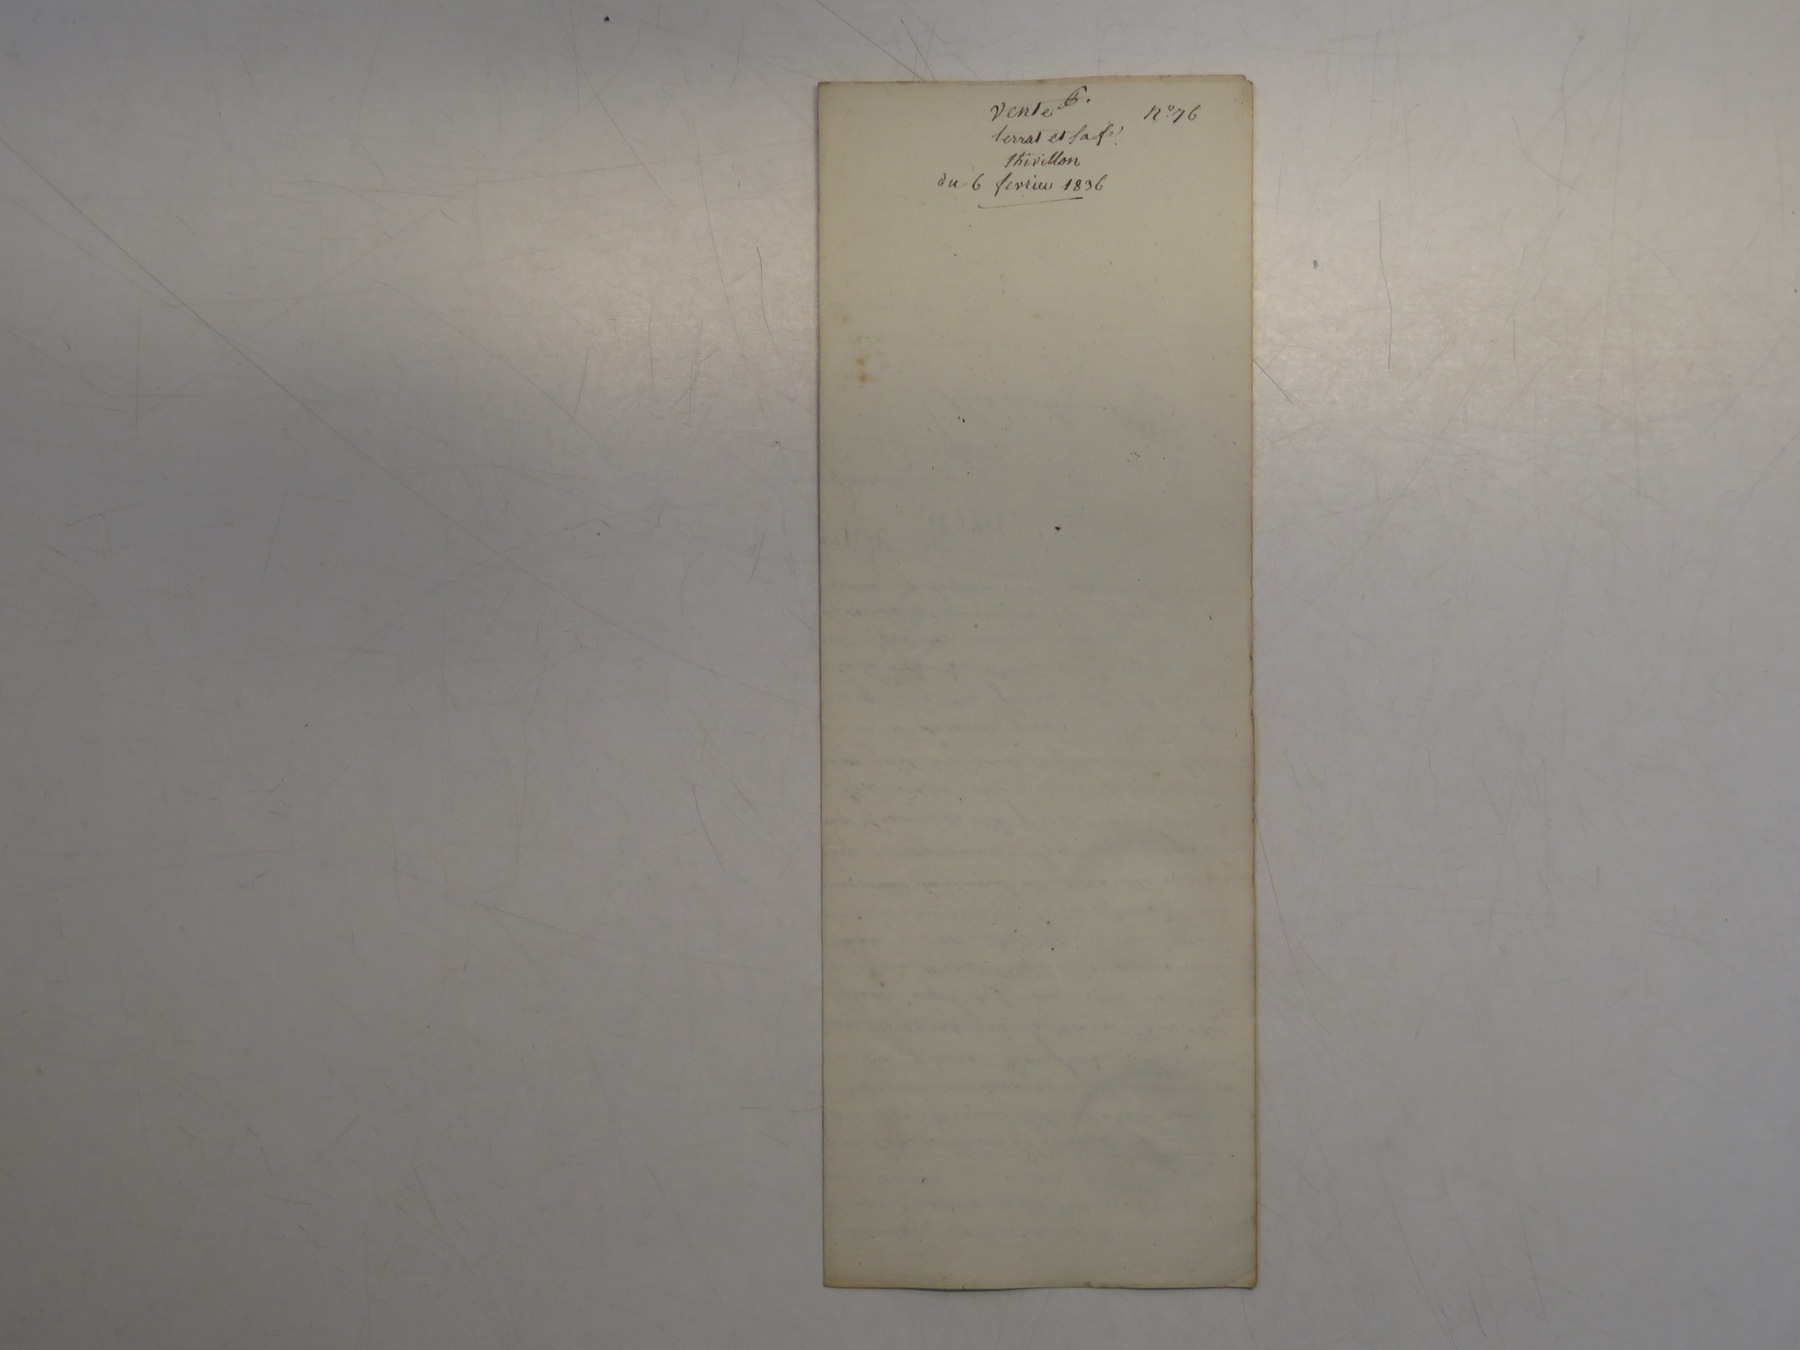 Vente
n.º 76
terrat et sa f.e
thivillon
du 6 fevrier 1836